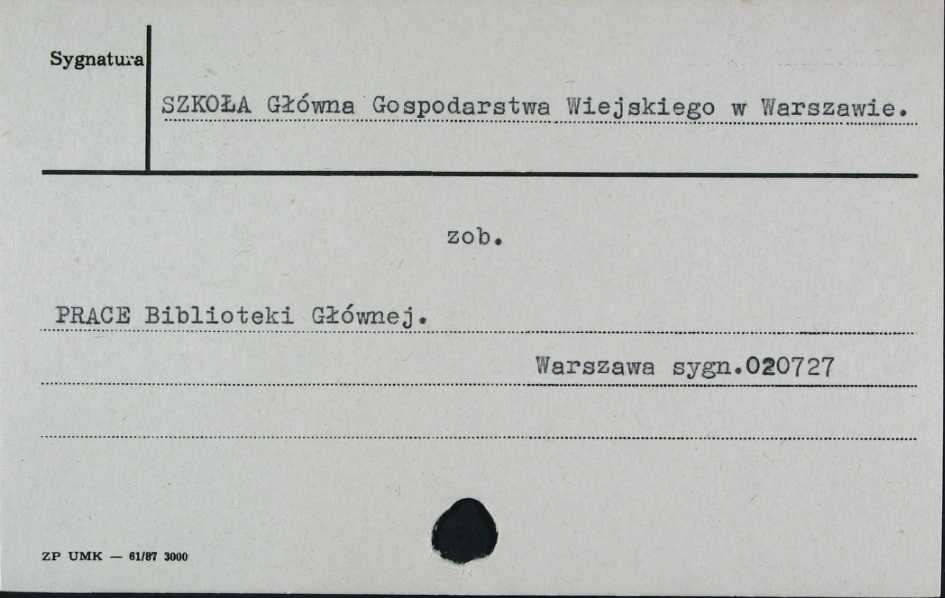 Sygnatura
SZKOŁA Główna Gospodarstwa Wiejskiego w Warszawie.
zob.
PRACE Biblioteki Głównej.
Warszawa sygn.020727
ZP UMK — 61/87 3000